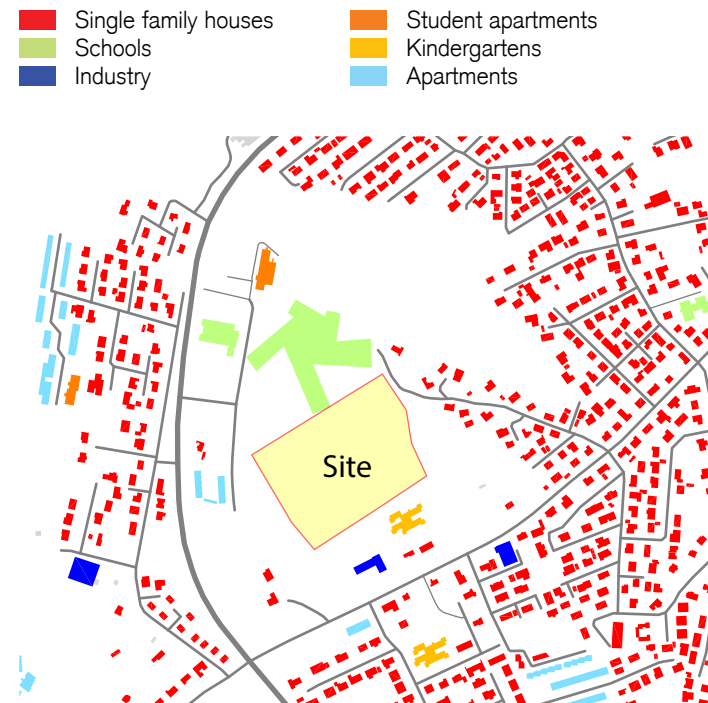 Single family houses
Schools
Industry
Student apartments
Kindergartens
Apartments
Site